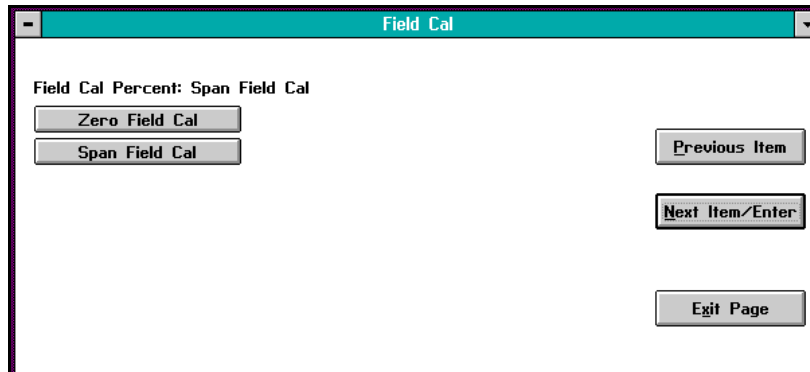 Field Cal
Field Cal Percent: Span Field Cal
Zero Field Cal
Span Field Cal
Previous Item
Next Item/Enter
Exit Page